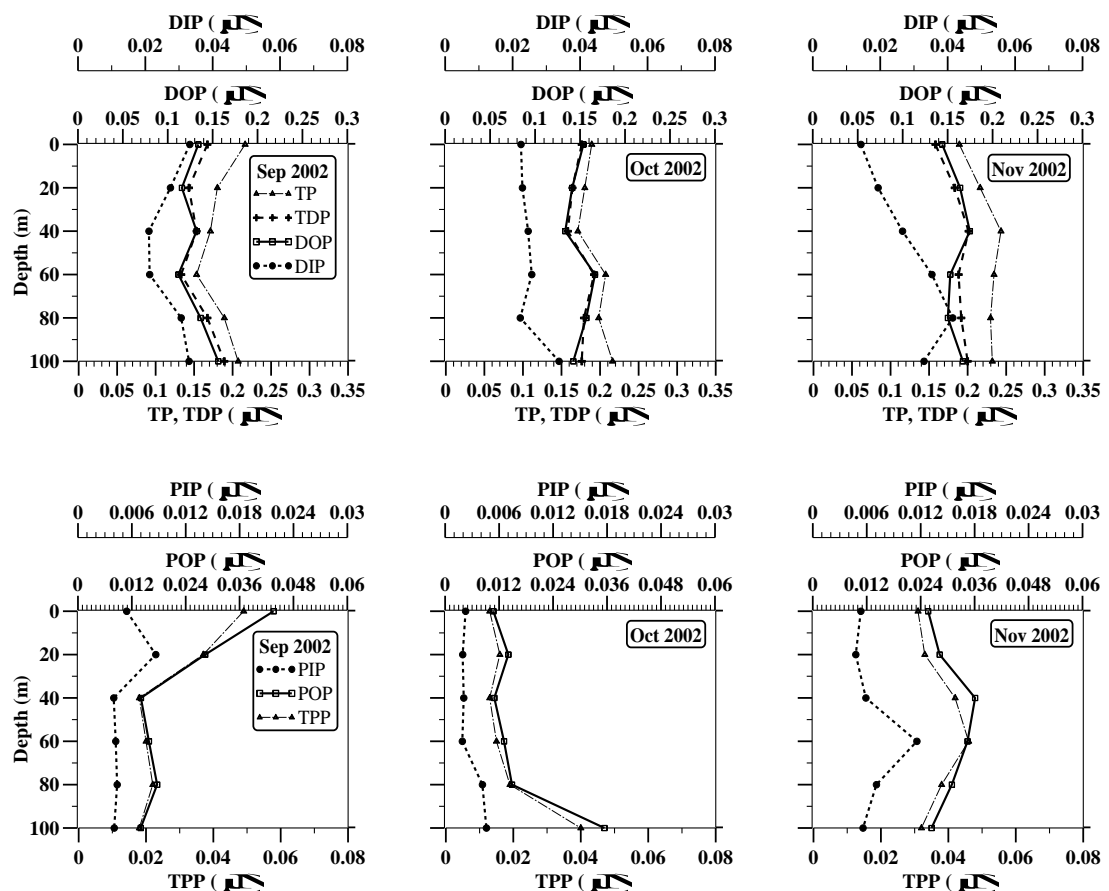 DIP ( DIP ( DIP (
0 0.02 0.04 0.06 0.08 0 0.02 0.04 0.06 0.08 0 0.02 0.04 0.06 0.08
DOP ( DOP ( DOP (
0 0.05 0.1 0.15 0.2 0.25 0.3 0 0.05 0.1 0.15 0.2 0.25 0.3 0 0.05 0.1 0.15 0.2 0.25 0.3
0
20
40
60
80
100
Depth (m)
Sep 2002
TP
TDP
DOP
DIP
Oct 2002
Nov 2002
0 0.05 0.1 0.15 0.2 0.25 0.3 0.35 0 0.05 0.1 0.15 0.2 0.25 0.3 0.35 0 0.05 0.1 0.15 0.2 0.25 0.3 0.35
TP, TDP ( TP, TDP ( TP, TDP (
PIP ( PIP ( PIP (
0 0.006 0.012 0.018 0.024 0.03 0 0.006 0.012 0.018 0.024 0.03 0 0.006 0.012 0.018 0.024 0.03
POP ( POP ( POP (
0 0.012 0.024 0.036 0.048 0.06 0 0.012 0.024 0.036 0.048 0.06 0 0.012 0.024 0.036 0.048 0.06
0
20
40
60
80
100
Depth (m)
Sep 2002
PIP
POP
TPP
Oct 2002
Nov 2002
0 0.02 0.04 0.06 0.08 0 0.02 0.04 0.06 0.08 0 0.02 0.04 0.06 0.08
TPP ( TPP ( TPP (